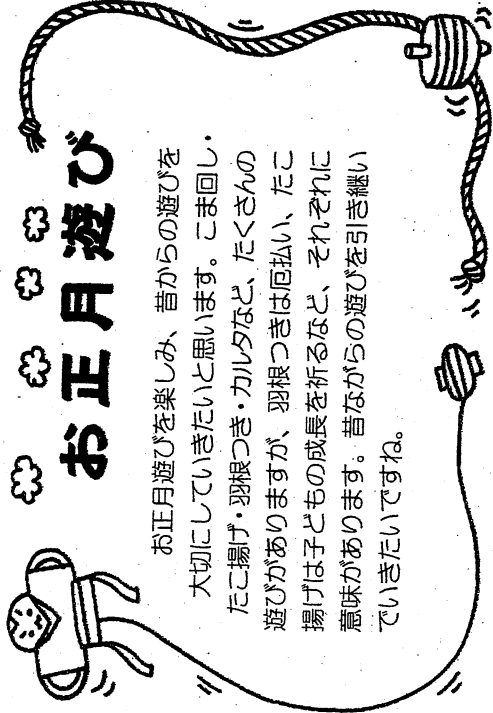 お正月遊び
お正月遊びを楽しみ、昔からの遊びを
大切にしていきたいと思います。こま回し・
たこ揚げ・羽根つき・カルタなど、たくさんの
遊びがありますが、羽根つきは厄払い、たこ
揚げは子どもの成長を祈るなど、それぞれに
意味があります。昔ながらの遊びを引き継い
でいきたいですね。